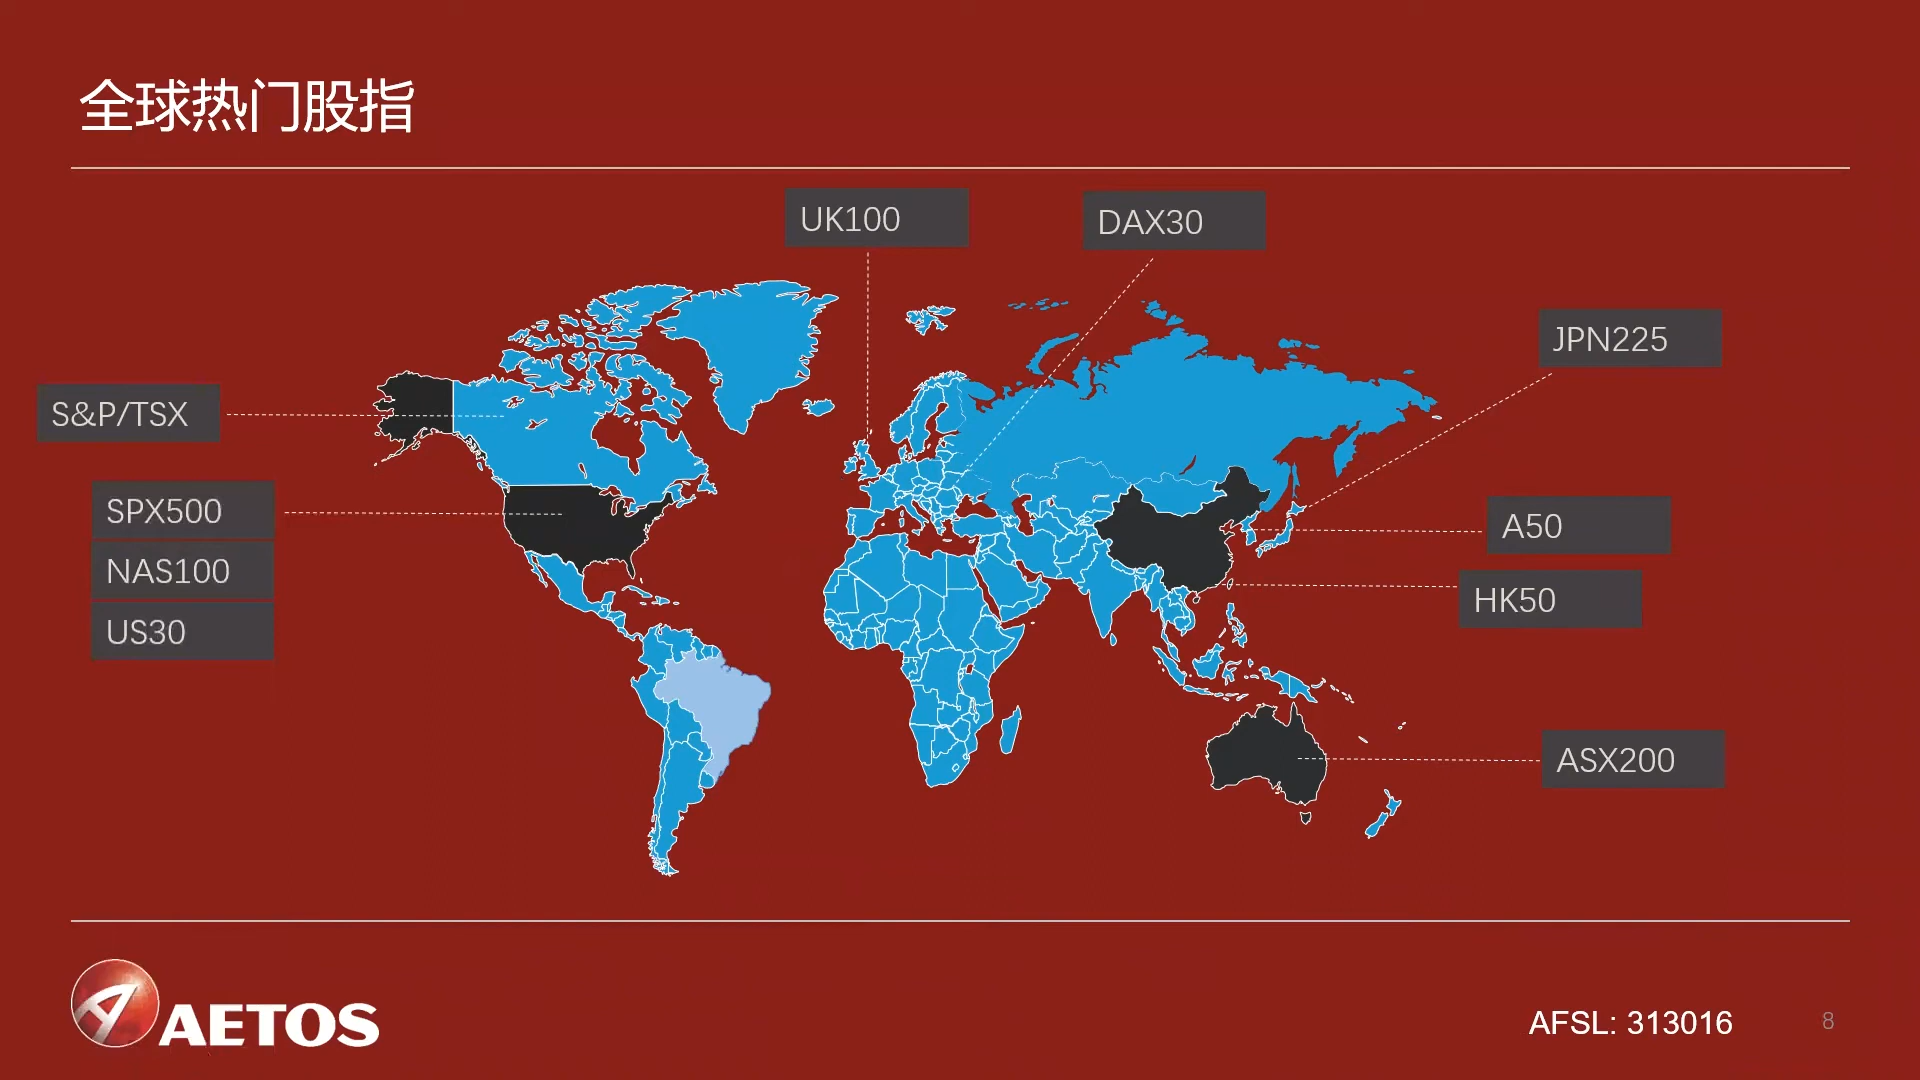 全球热门股指
UK100
DAX30
JPN225
S&P/TSX
SPX500
NAS100
US30
A50
HK50
ASX200
AETOS
AFSL: 313016
8